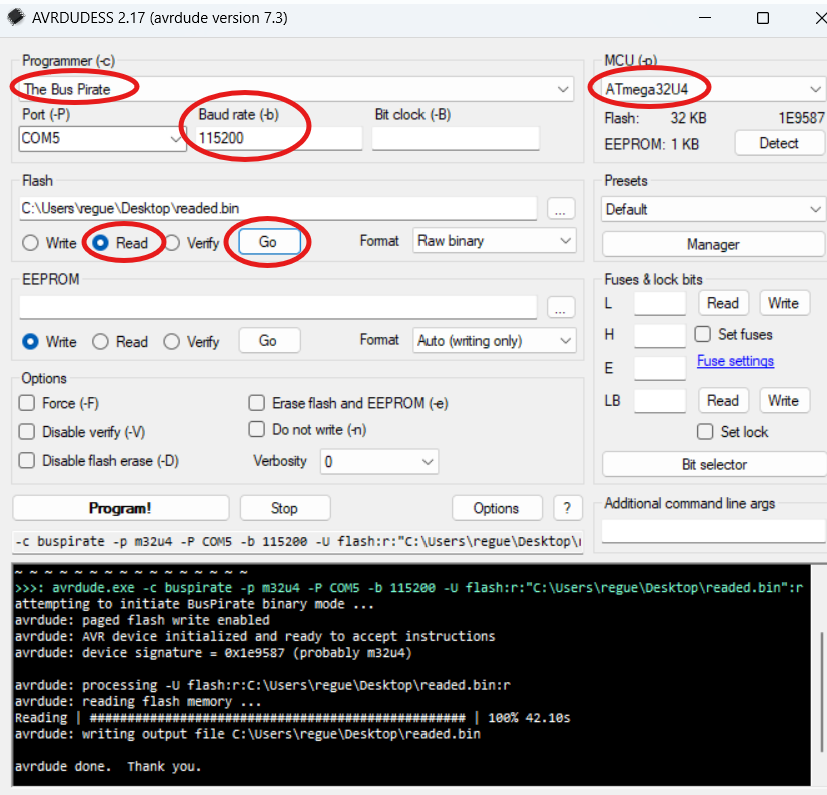 AVRDUDESS 2.17 (avrdude version 7.3)
Programmer (-c)
The Bus Pirate
Port (-P)
Baud rate (-b)
Bit clock (-B)
COM5
115200
MCU (-p)
ATmega32U4
Flash: 32 KB 1E9587
EEPROM: 1 KB
Detect
Flash
C:\Users\regue\Desktop\readed.bin
...
Write
Read
Verify
Go
Format
Raw binary
Presets
Default
Manager
EEPROM
...
Write
Read
Verify
Go
Format
Auto (writing only)
Fuses & lock bits
L
Read
Write
H
Set fuses
E
Fuse settings
LB
Read
Write
Set lock
Bit selector
Options
Force (-F)
Erase flash and EEPROM (-e)
Disable verify (-V)
Do not write (-n)
Disable flash erase (-D)
Verbosity
0
Program!
Stop
Options
?
Additional command line args
-c buspirate -p m32u4 -P COM5 -b 115200 -U flash:r:"C:\Users\regue\Desktop\
~ ~ ~ ~ ~ ~ ~ ~ ~ ~ ~ ~ ~ ~ ~ ~
>>>: avrdude.exe -c buspirate -p m32u4 -P COM5 -b 115200 -U flash:r:"C:\Users\regue\Desktop\readed.bin":r
attempting to initiate BusPirate binary mode ...
avrdude: paged flash write enabled
avrdude: AVR device initialized and ready to accept instructions
avrdude: device signature = 0x1e9587 (probably m32u4)
avrdude: processing -U flash:r:C:\Users\regue\Desktop\readed.bin:r
avrdude: reading flash memory ...
Reading | ################################################## | 100% 42.10s
avrdude: writing output file C:\Users\regue\Desktop\readed.bin
avrdude done.  Thank you.